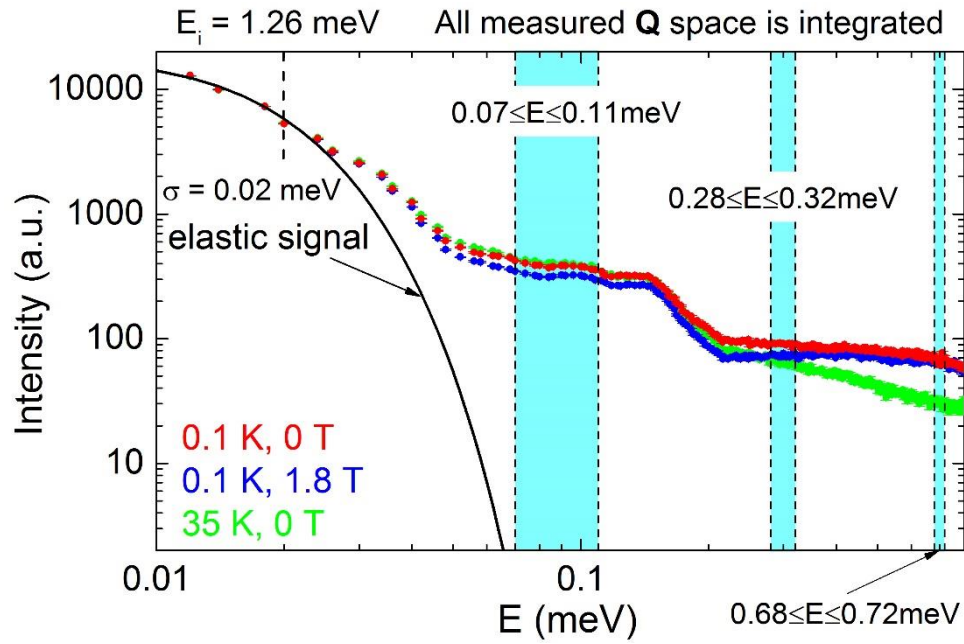 E_i = 1.26 meV
All measured Q space is integrated
10000
1000
100
10
Intensity (a.u.)
0.07≤E≤0.11meV
0.28≤E≤0.32meV
σ = 0.02 meV
elastic signal
0.1 K, 0 T
0.1 K, 1.8 T
35 K, 0 T
0.01
0.1
E (meV)
0.68≤E≤0.72meV